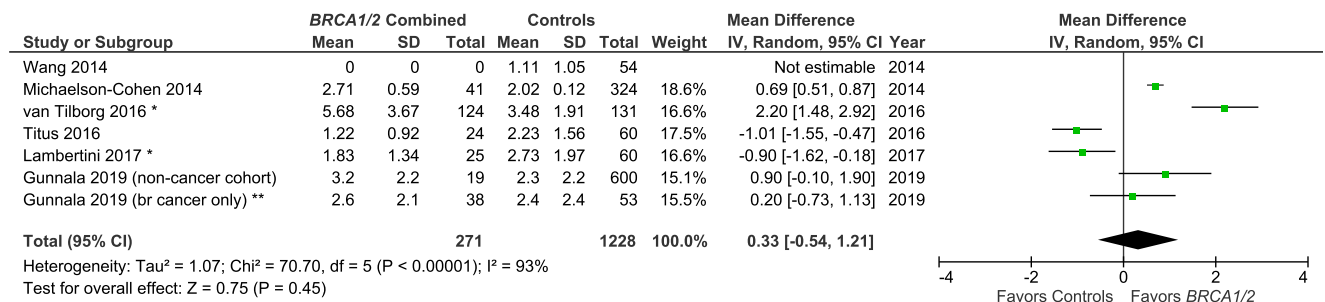 BRCA1/2 Combined Controls Mean Difference Mean Difference
Study or Subgroup Mean SD Total Mean SD Total Weight IV, Random, 95% CI Year IV, Random, 95% CI
Wang 2014 0 0 0 1.11 1.05 54 Not estimable 2014
Michaelson-Cohen 2014 2.71 0.59 41 2.02 0.12 324 18.6% 0.69 [0.51, 0.87] 2014
van Tilborg 2016 * 5.68 3.67 124 3.48 1.91 131 16.6% 2.20 [1.48, 2.92] 2016
Titus 2016 1.22 0.92 24 2.23 1.56 60 17.5% -1.01 [-1.55, -0.47] 2016
Lambertini 2017 * 1.83 1.34 25 2.73 1.97 60 16.6% -0.90 [-1.62, -0.18] 2017
Gunnala 2019 (non-cancer cohort) 3.2 2.2 19 2.3 2.2 600 15.1% 0.90 [-0.10, 1.90] 2019
Gunnala 2019 (br cancer only) ** 2.6 2.1 38 2.4 2.4 53 15.5% 0.20 [-0.73, 1.13] 2019
Total (95% CI) 271 1228 100.0% 0.33 [-0.54, 1.21]
Heterogeneity: Tau² = 1.07; Chi² = 70.70, df = 5 (P < 0.00001); I² = 93%
Test for overall effect: Z = 0.75 (P = 0.45)
-4 -2 0 2 4
Favors Controls Favors BRCA1/2